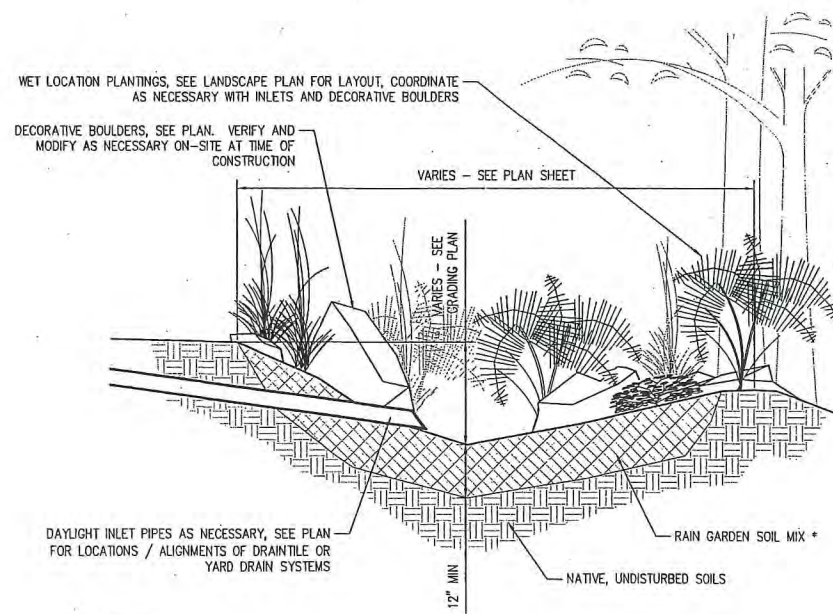 WET LOCATION PLANTINGS, SEE LANDSCAPE PLAN FOR LAYOUT, COORDINATE
AS NECESSARY WITH INLETS AND DECORATIVE BOULDERS
DECORATIVE BOULDERS, SEE PLAN. VERIFY AND
MODIFY AS NECESSARY ON-SITE AT TIME OF
CONSTRUCTION
VARIES - SEE PLAN SHEET
VARIES - SEE
GRADING PLAN
DAYLIGHT INLET PIPES AS NECESSARY, SEE PLAN
FOR LOCATIONS / ALIGNMENTS OF DRAINTILE OR
YARD DRAIN SYSTEMS
RAIN GARDEN SOIL MIX *
NATIVE, UNDISTURBED SOILS
12" MIN